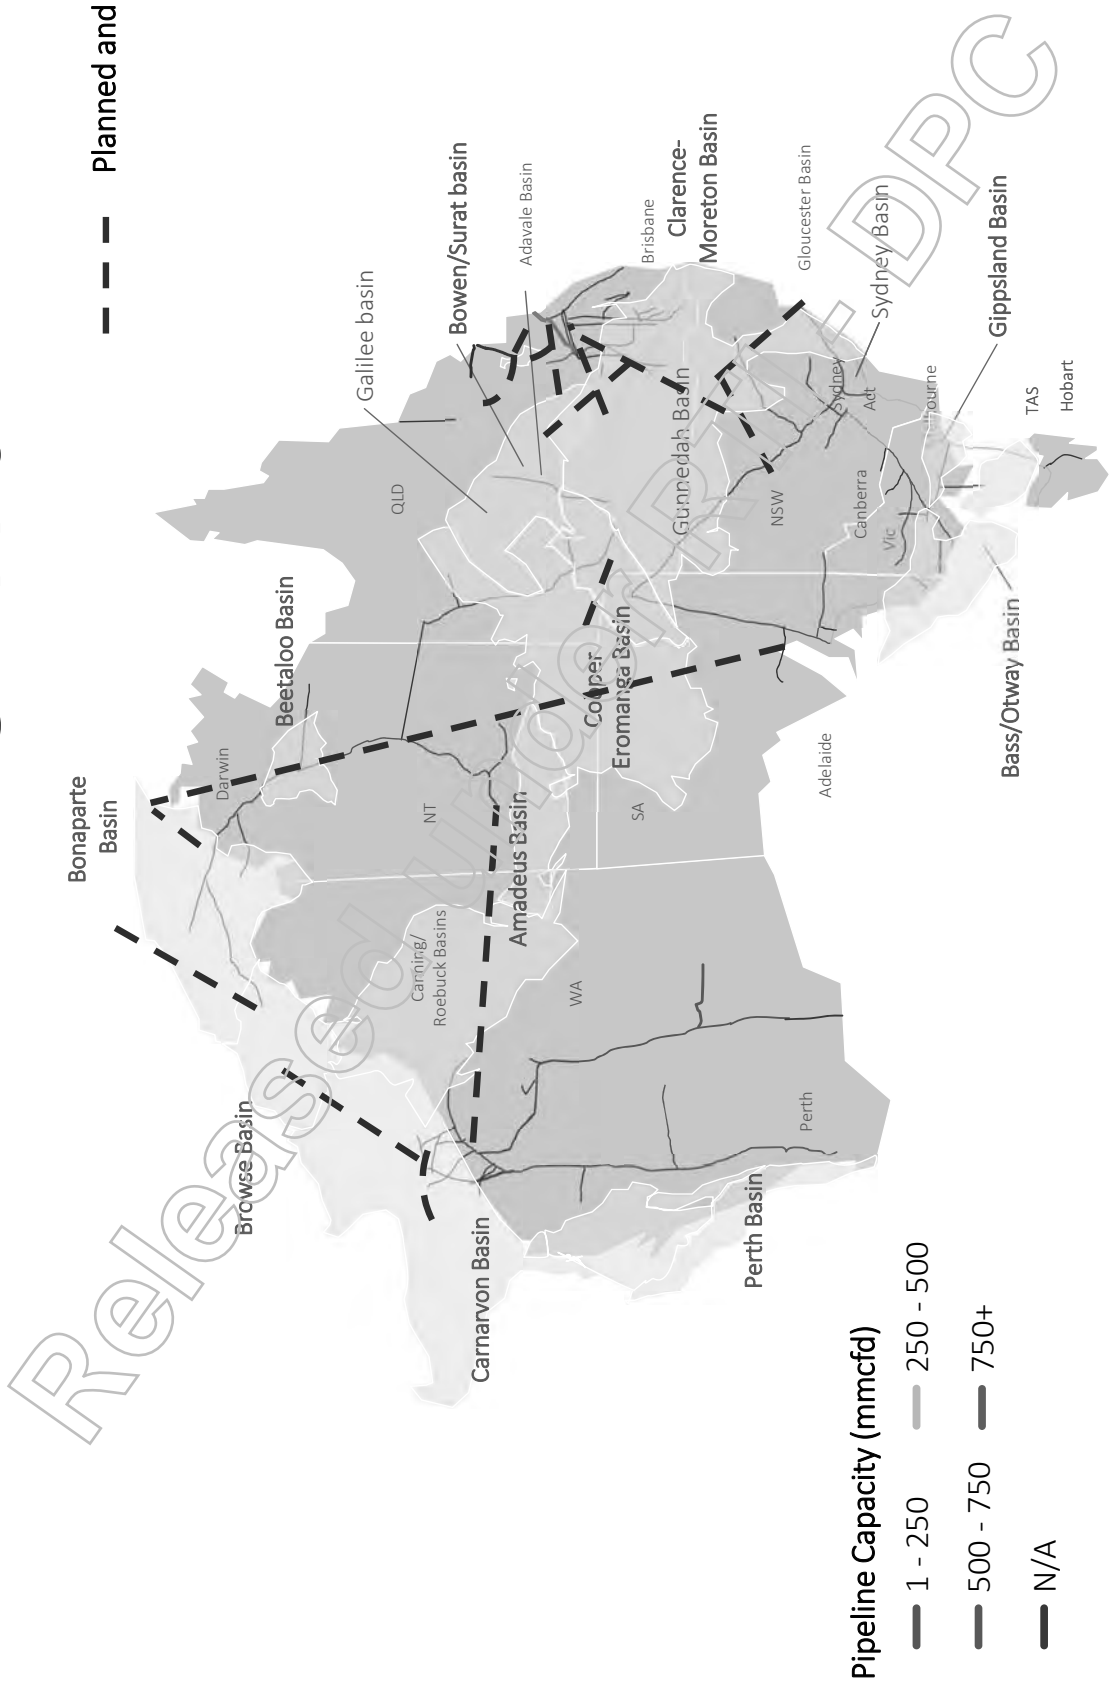 Planned and
Bonaparte
Basin
Darwin
Beetaloo Basin
Galilee basin
Bowen/Surat basin
Adavale Basin
QLD
Browse Basin
Canning/
Roebuck Basins
NT
Carnarvon Basin
Amadeus Basin
WA
Cooper
Eromanga Basin
SA
Brisbane
Clarence-
Moreton Basin
Gunnedah Basin
Gloucester Basin
NSW
Sydney
Sydney Basin
Act
Canberra
Vic
ourne
Gippsland Basin
Perth
Perth Basin
Adelaide
Bass/Otway Basin
TAS
Hobart
Pipeline Capacity (mmcfd)
1 - 250
250 - 500
500 - 750
750+
N/A
Released under RTI - DPC